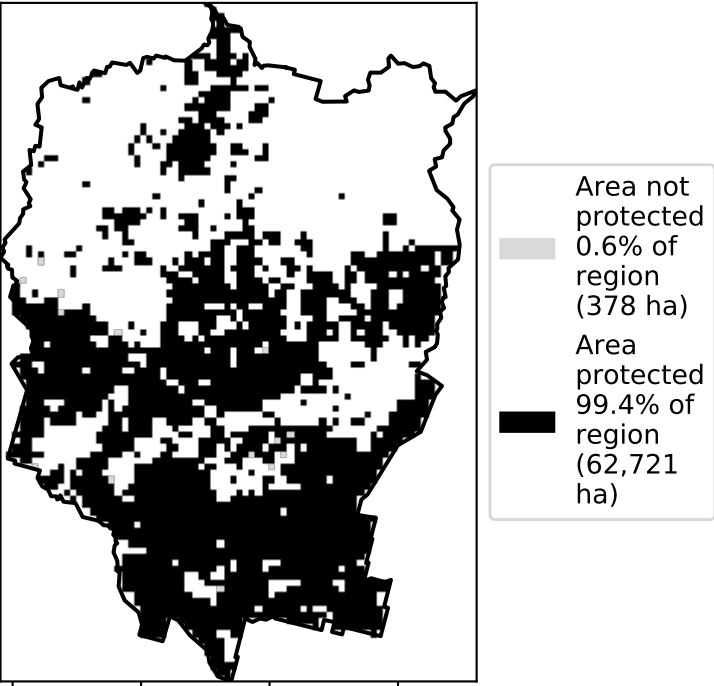 Area not
protected
0.6% of
region
(378 ha)
Area
protected
99.4% of
region
(62,721
ha)